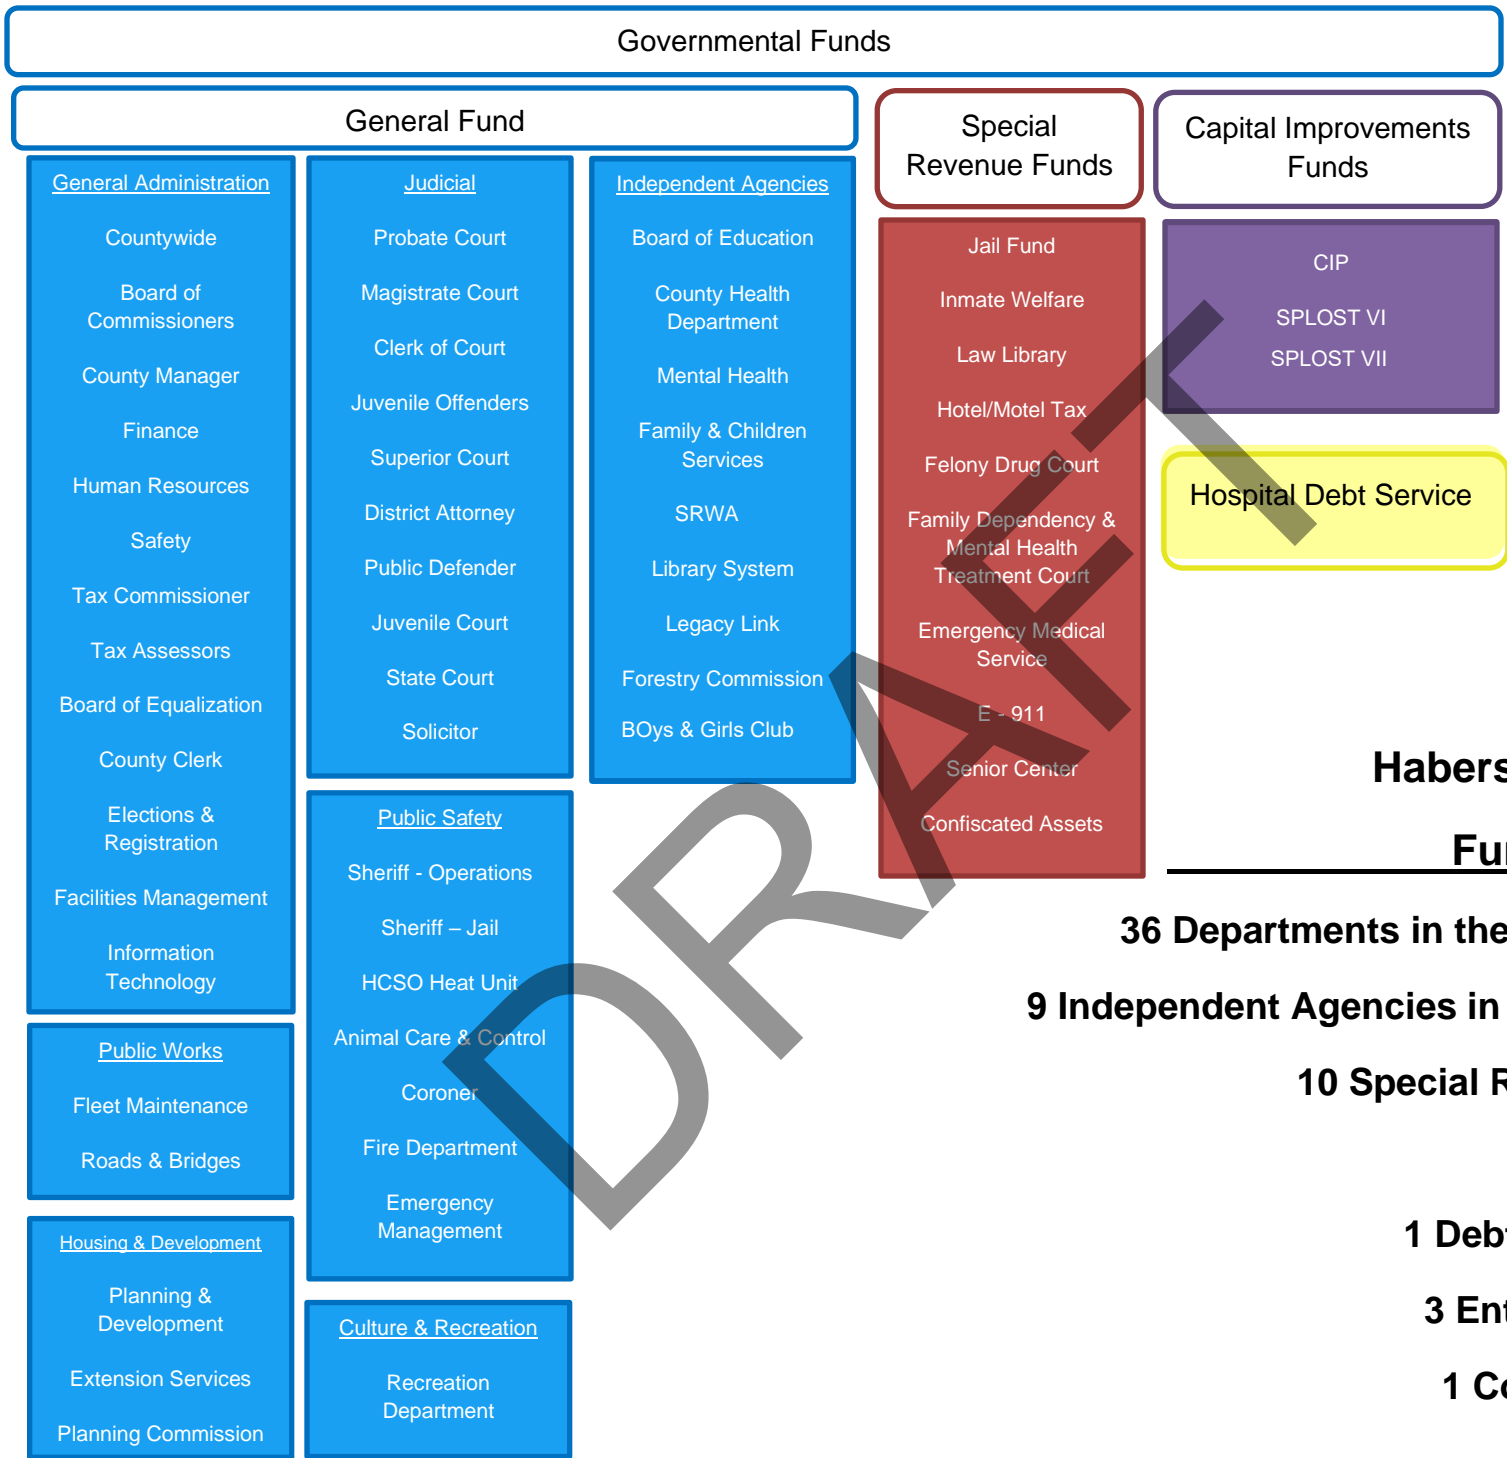 Governmental Funds
General Fund
Special
Revenue Funds
Capital Improvements
Funds
General Administration
Countywide
Board of
Commissioners
County Manager
Finance
Human Resources
Safety
Tax Commissioner
Tax Assessors
Board of Equalization
County Clerk
Elections &
Registration
Facilities Management
Information
Technology
Public Works
Fleet Maintenance
Roads & Bridges
Housing & Development
Planning &
Development
Extension Services
Planning Commission
Judicial
Probate Court
Magistrate Court
Clerk of Court
Juvenile Offenders
Superior Court
District Attorney
Public Defender
Juvenile Court
State Court
Solicitor
Public Safety
Sheriff - Operations
Sheriff – Jail
HCSO Heat Unit
Animal Care & Control
Coroner
Fire Department
Emergency
Management
Culture & Recreation
Recreation
Department
Independent Agencies
Board of Education
County Health
Department
Mental Health
Family & Children
Services
SRWA
Library System
Legacy Link
Forestry Commission
BOys & Girls Club
Jail Fund
Inmate Welfare
Law Library
Hotel/Motel Tax
Felony Drug Court
Family Dependency &
Mental Health
Treatment Court
Emergency Medical
Service
E - 911
Senior Center
Confiscated Assets
CIP
SPLOST VI
SPLOST VII
Hospital Debt Service
Habers
Fu
36 Departments in the
9 Independent Agencies in
10 Special R
1 Deb
3 Ent
1 Co
DRAFT